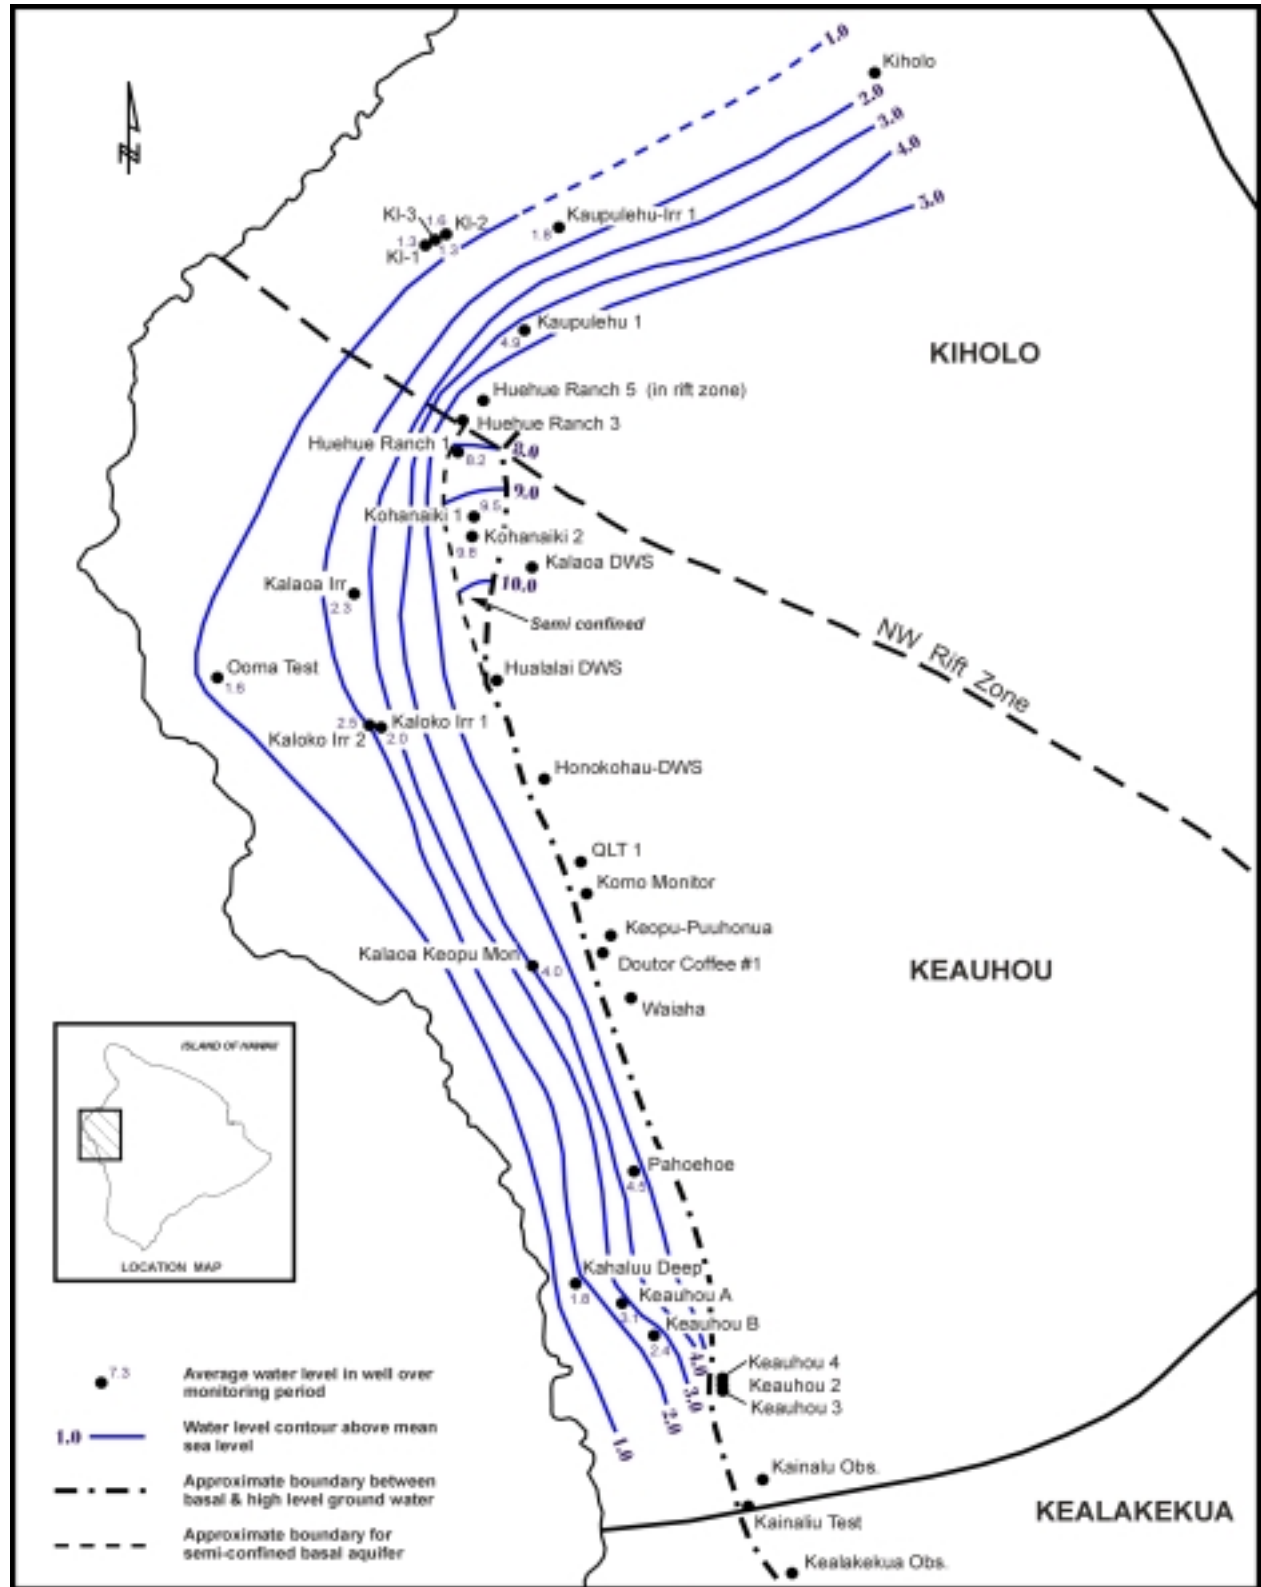 1.0
Kiholo
2.0
3.0
4.0
5.0
N
KI-3
1.6
KI-2
1.3
1.3
KI-1
Kaupulehu-Irr 1
1.8
Kaupulehu 1
4.9
KIHOLO
Huehue Ranch 5 (in rift zone)
Huehue Ranch 3
Huehue Ranch 1
8.2
8.0
9.0
9.5
Kohanaiki 1
Kohanaiki 2
9.8
Kalaoa DWS
Kalaoa Irr
2.3
10.0
Semi confined
NW Rift Zone
Ooma Test
1.6
Hualalai DWS
2.5
Kaloko Irr 1
Kaloko Irr 2
2.0
Honokohau-DWS
QLT 1
Komo Monitor
Keopu-Puuhonua
Kalaoa Keopu Mon
4.0
Doutor Coffee #1
KEAUHOU
Waiaha
ISLAND OF HAWAII
LOCATION MAP
Pahoehoe
4.5
Kahaluu Deep
1.8
Keauhou A
3.1
Keauhou B
2.4
4.0
Keauhou 4
Keauhou 2
Keauhou 3
3.0
2.0
1.0
7.3
Average water level in well over
monitoring period
1.0
Water level contour above mean
sea level
Approximate boundary between
basal & high level ground water
Approximate boundary for
semi-confined basal aquifer
Kainalu Obs.
Kainaliu Test
KEALAKEKUA
Kealakekua Obs.